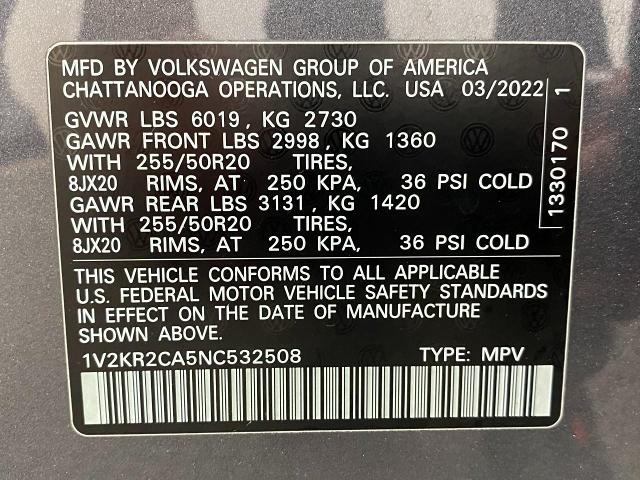 MFD BY VOLKSWAGEN GROUP OF AMERICA
CHATTANOOGA OPERATIONS, LLC. USA 03/2022
GVWR LBS 6019, KG 2730
GAWR FRONT LBS 2998, KG 1360
WITH 255/50R20 TIRES,
8JX20 RIMS, AT 250 KPA, 36 PSI COLD
GAWR REAR LBS 3131, KG 1420
WITH 255/50R20 TIRES,
8JX20 RIMS, AT 250 KPA, 36 PSI COLD
THIS VEHICLE CONFORMS TO ALL APPLICABLE
U.S. FEDERAL MOTOR VEHICLE SAFETY STANDARDS
IN EFFECT ON THE DATE OF MANUFACTURE
SHOWN ABOVE.
1V2KR2CA5NC532508 TYPE: MPV
1330170 1